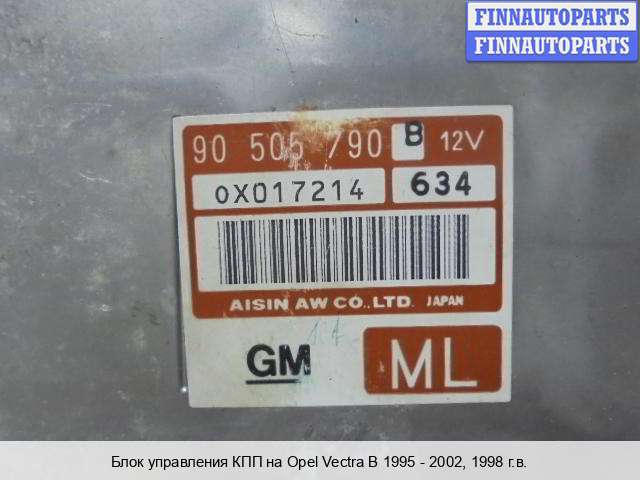 FINNAUTOPARTS
FINNAUTOPARTS
90 505 790 B 12V
0X017214 634
AISIN AW CO., LTD. JAPAN
GM ML
Блок управления КПП на Opel Vectra B 1995 - 2002, 1998 г.в.